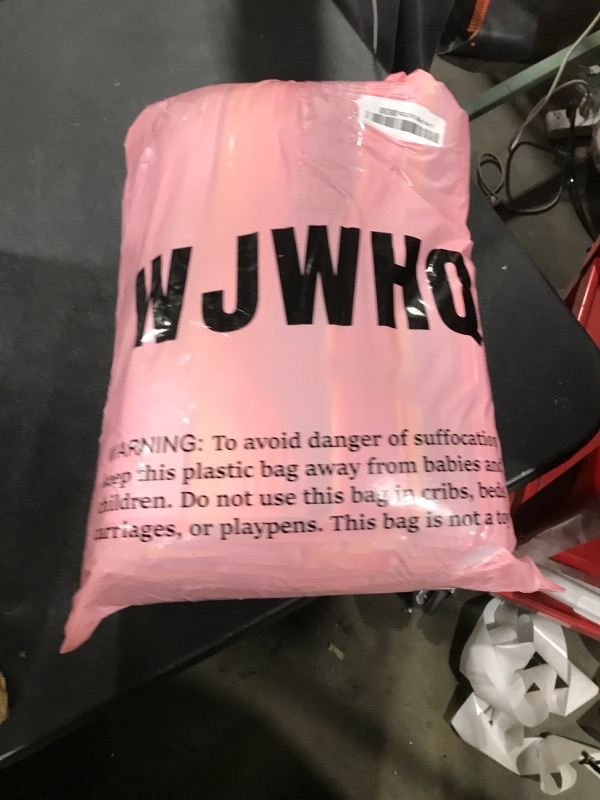 WJWHQ
WARNING: To avoid danger of suffocation
keep this plastic bag away from babies and
children. Do not use this bag in cribs, beds
carriages, or playpens. This bag is not a toy